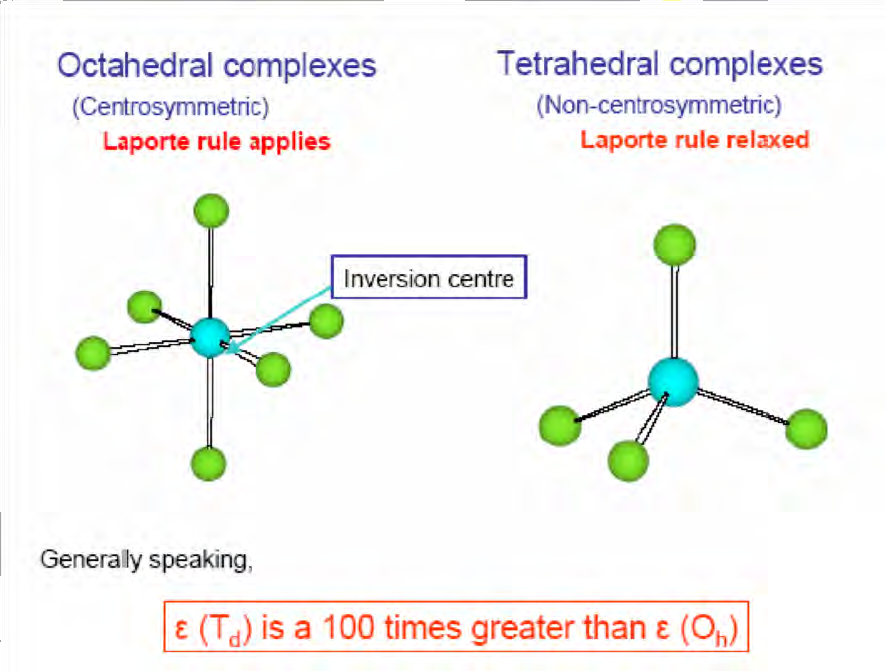 Octahedral complexes
(Centrosymmetric)
Laporte rule applies
Tetrahedral complexes
(Non-centrosymmetric)
Laporte rule relaxed
Inversion centre
Generally speaking,
ε (Td) is a 100 times greater than ε (Oh)